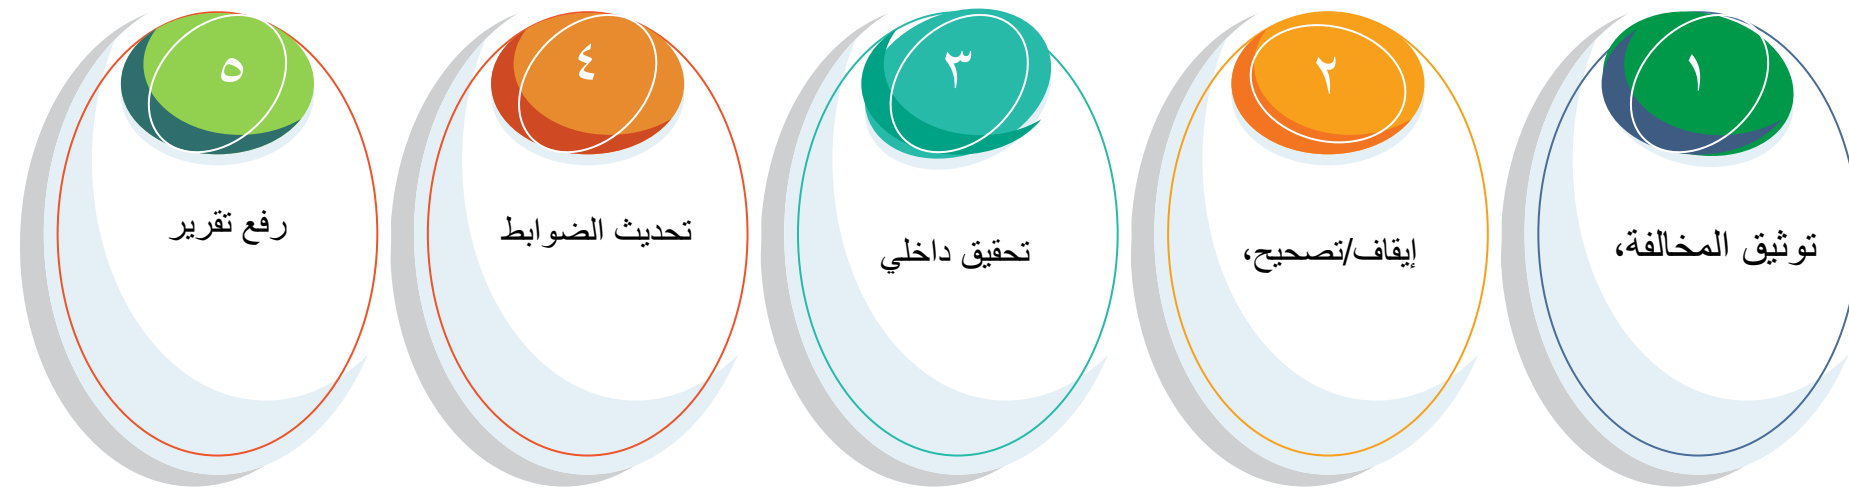 ١
توثيق المخالفة،
٢
إيقاف/تصحيح،
٣
تحقيق داخلي
٤
تحديث الضوابط
٥
رفع تقرير